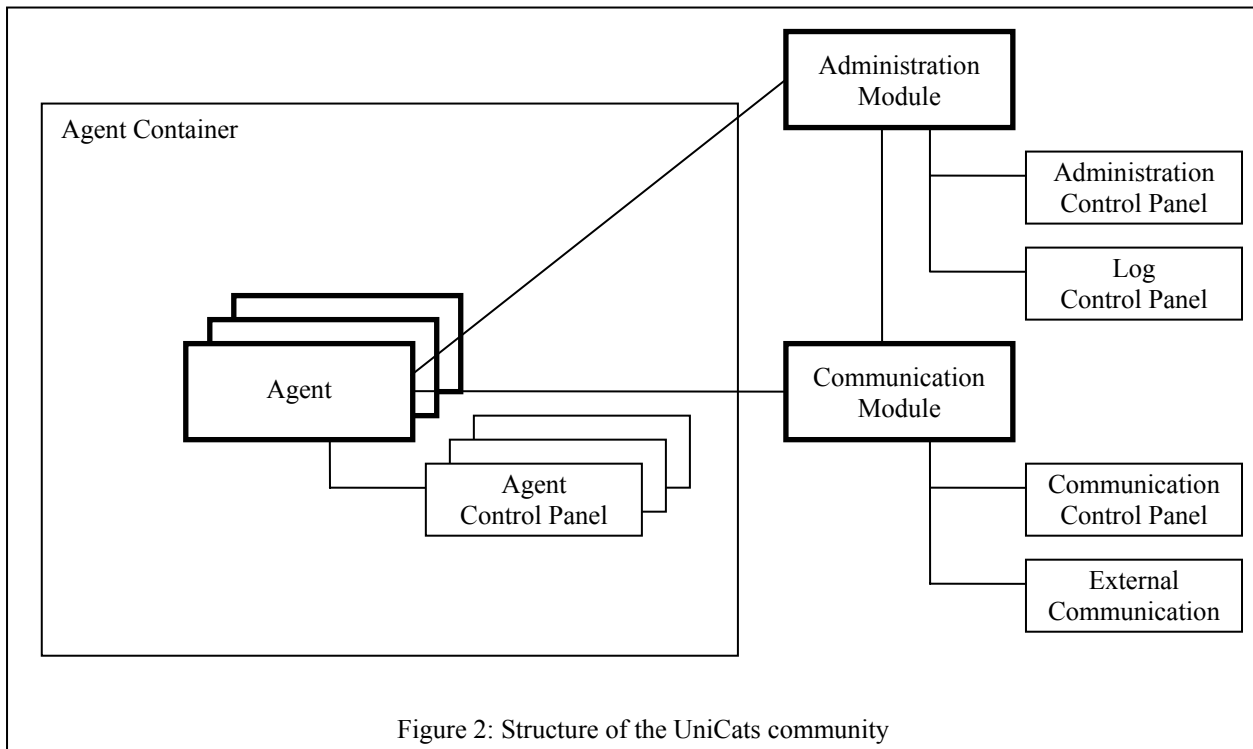 Administration
Module
Agent Container
Administration
Control Panel
Log
Control Panel
Agent
Communication
Module
Agent
Control Panel
Communication
Control Panel
External
Communication
Figure 2: Structure of the UniCats community